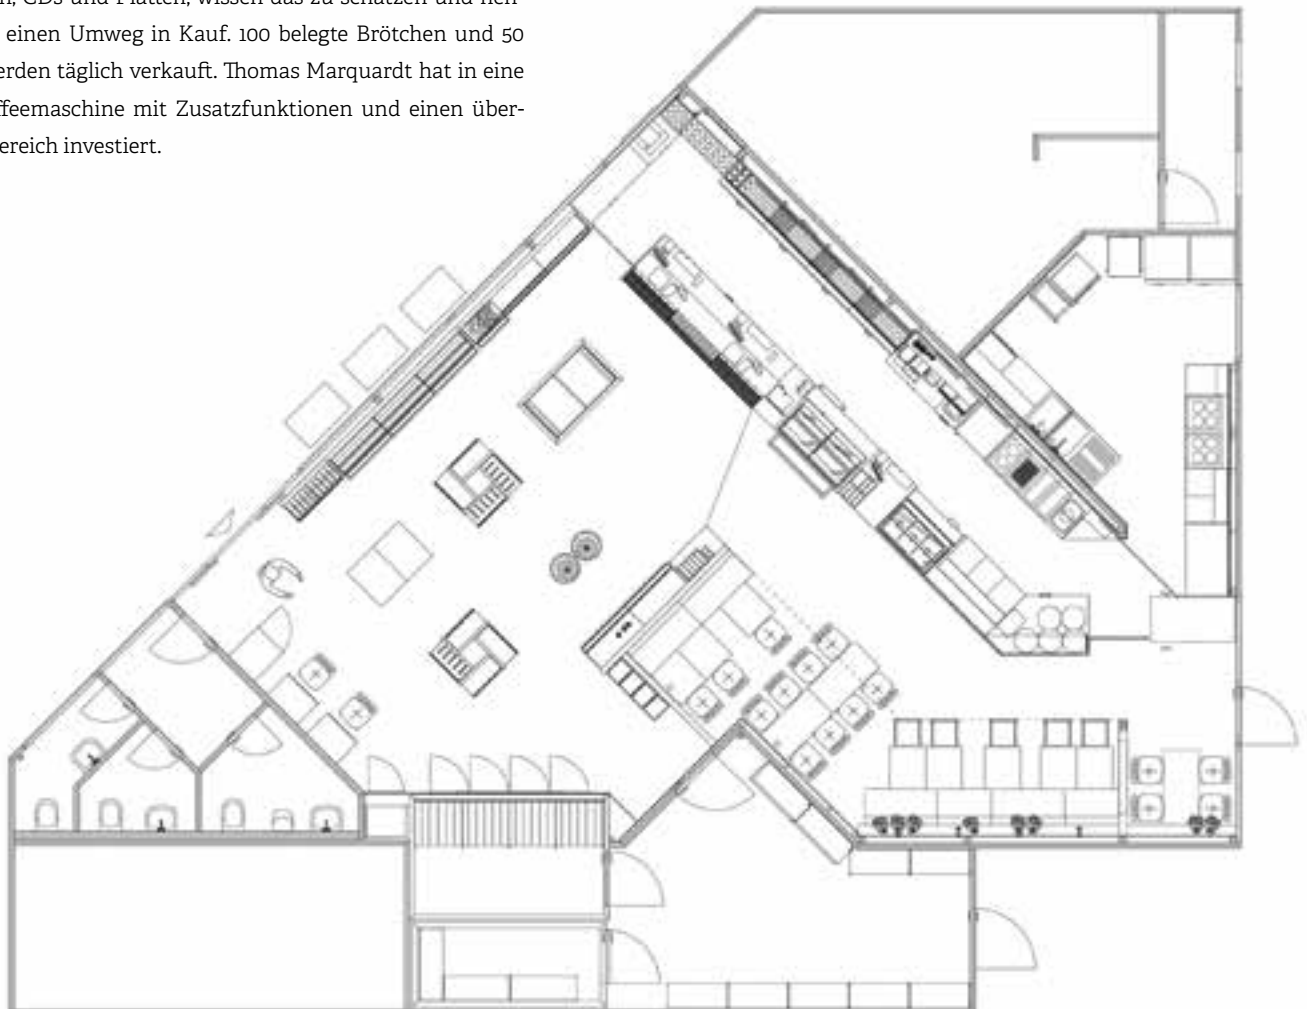 CDs und Platten, wissen das zu schätzen und neh-
einen Umweg in Kauf. 100 belegte Brötchen und 50
erden täglich verkauft. Thomas Marquardt hat in eine
ffeemaschine mit Zusatzfunktionen und einen über-
ereich investiert.